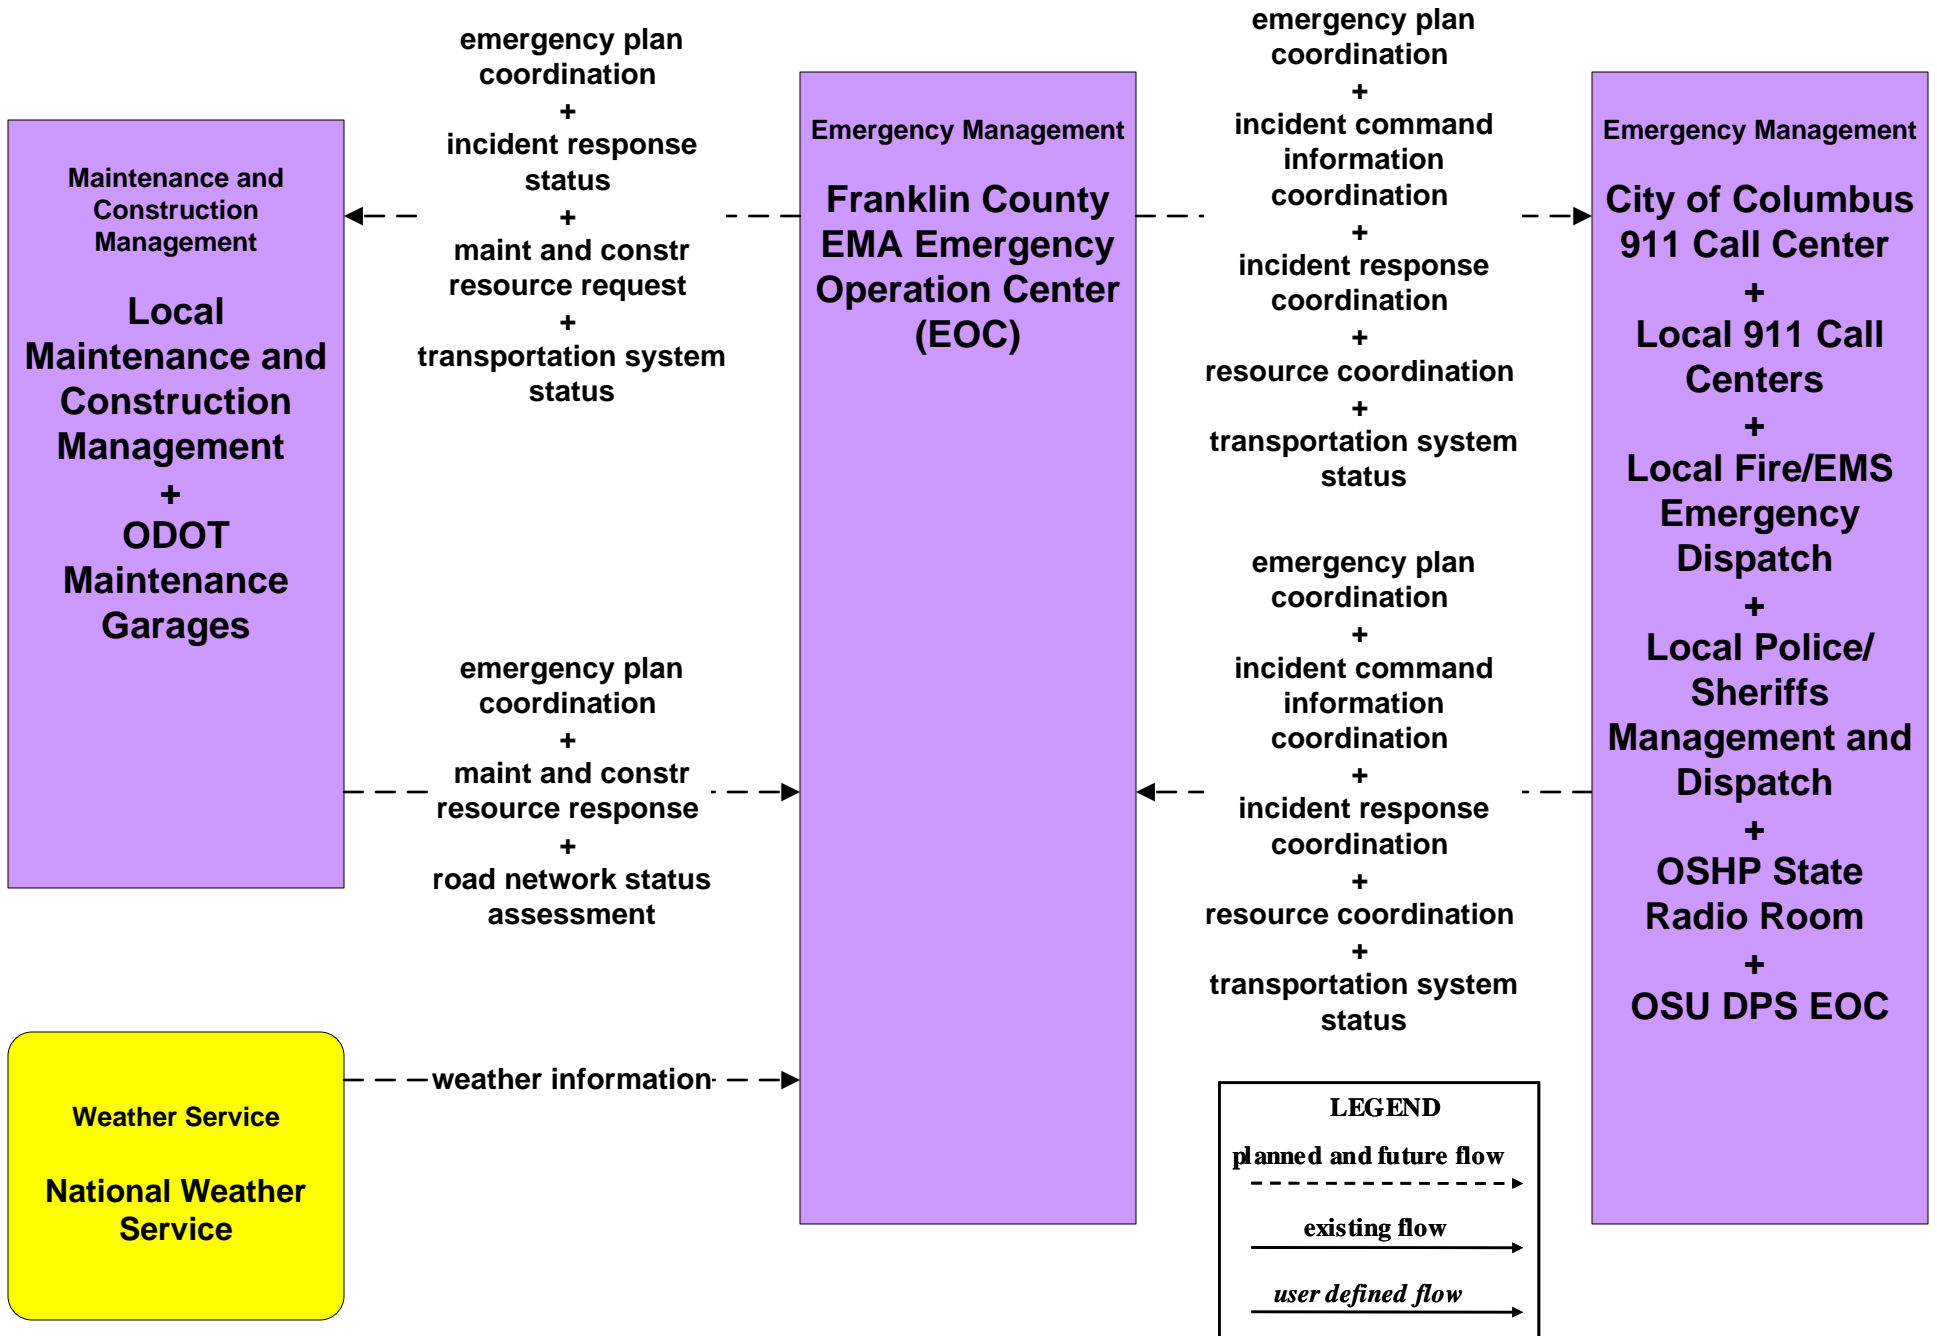 Maintenance and
Construction
Management
Local
Maintenance and
Construction
Management
+
ODOT
Maintenance
Garages
emergency plan
coordination
+
incident response
status
+
maint and constr
resource request
+
transportation system
status
emergency plan
coordination
+
maint and constr
resource response
+
road network status
assessment
Weather Service
National Weather
Service
weather information
Emergency Management
Franklin County
EMA Emergency
Operation Center
(EOC)
emergency plan
coordination
+
incident command
information
coordination
+
incident response
coordination
+
resource coordination
+
transportation system
status
emergency plan
coordination
+
incident command
information
coordination
+
incident response
coordination
+
resource coordination
+
transportation system
status
Emergency Management
City of Columbus
911 Call Center
+
Local 911 Call
Centers
+
Local Fire/EMS
Emergency
Dispatch
+
Local Police/
Sheriffs
Management and
Dispatch
+
OSHP State
Radio Room
+
OSU DPS EOC
LEGEND
planned and future flow
existing flow
user defined flow